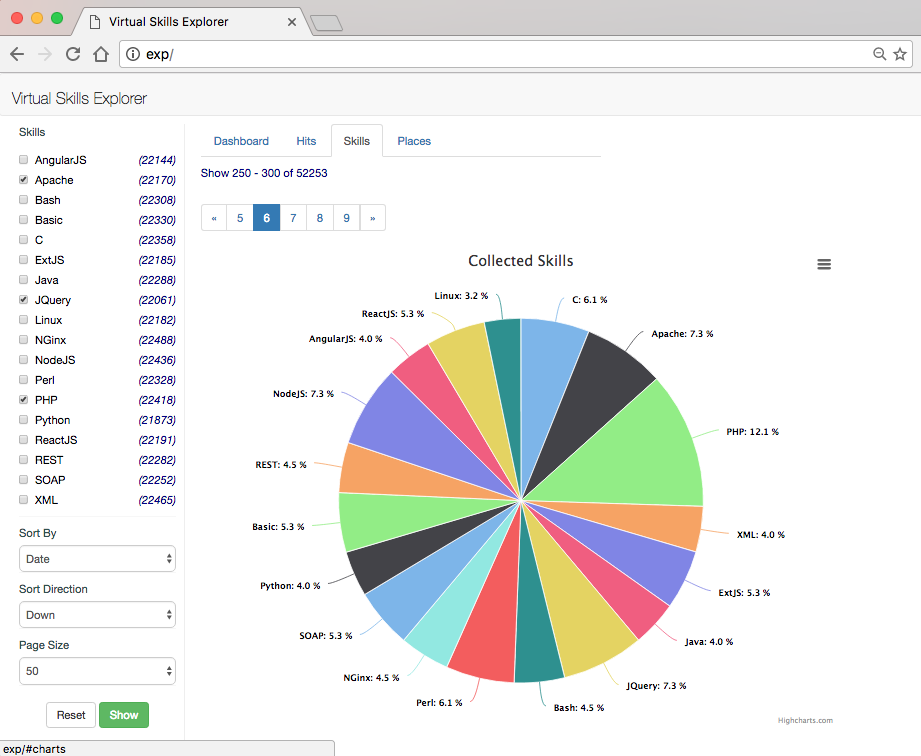 Virtual Skills Explorer
exp/
Virtual Skills Explorer
Skills
AngularJS (22144)
Apache (22170)
Bash (22308)
Basic (22330)
C (22358)
ExtJS (22185)
Java (22288)
JQuery (22061)
Linux (22182)
NGinx (22488)
NodeJS (22436)
Perl (22328)
PHP (22418)
Python (21873)
ReactJS (22191)
REST (22282)
SOAP (22252)
XML (22465)
Sort By
Date
Sort Direction
Down
Page Size
50
Reset Show
Dashboard Hits Skills Places
Show 250 - 300 of 52253
« 5 6 7 8 9 »
Collected Skills
C: 6.1 %
Apache: 7.3 %
PHP: 12.1 %
XML: 4.0 %
ExtJS: 5.3 %
Java: 4.0 %
JQuery: 7.3 %
Bash: 4.5 %
Perl: 6.1 %
NGinx: 4.5 %
SOAP: 5.3 %
Python: 4.0 %
Basic: 5.3 %
REST: 4.5 %
NodeJS: 7.3 %
AngularJS: 4.0 %
ReactJS: 5.3 %
Linux: 3.2 %
Highcharts.com
exp/#charts